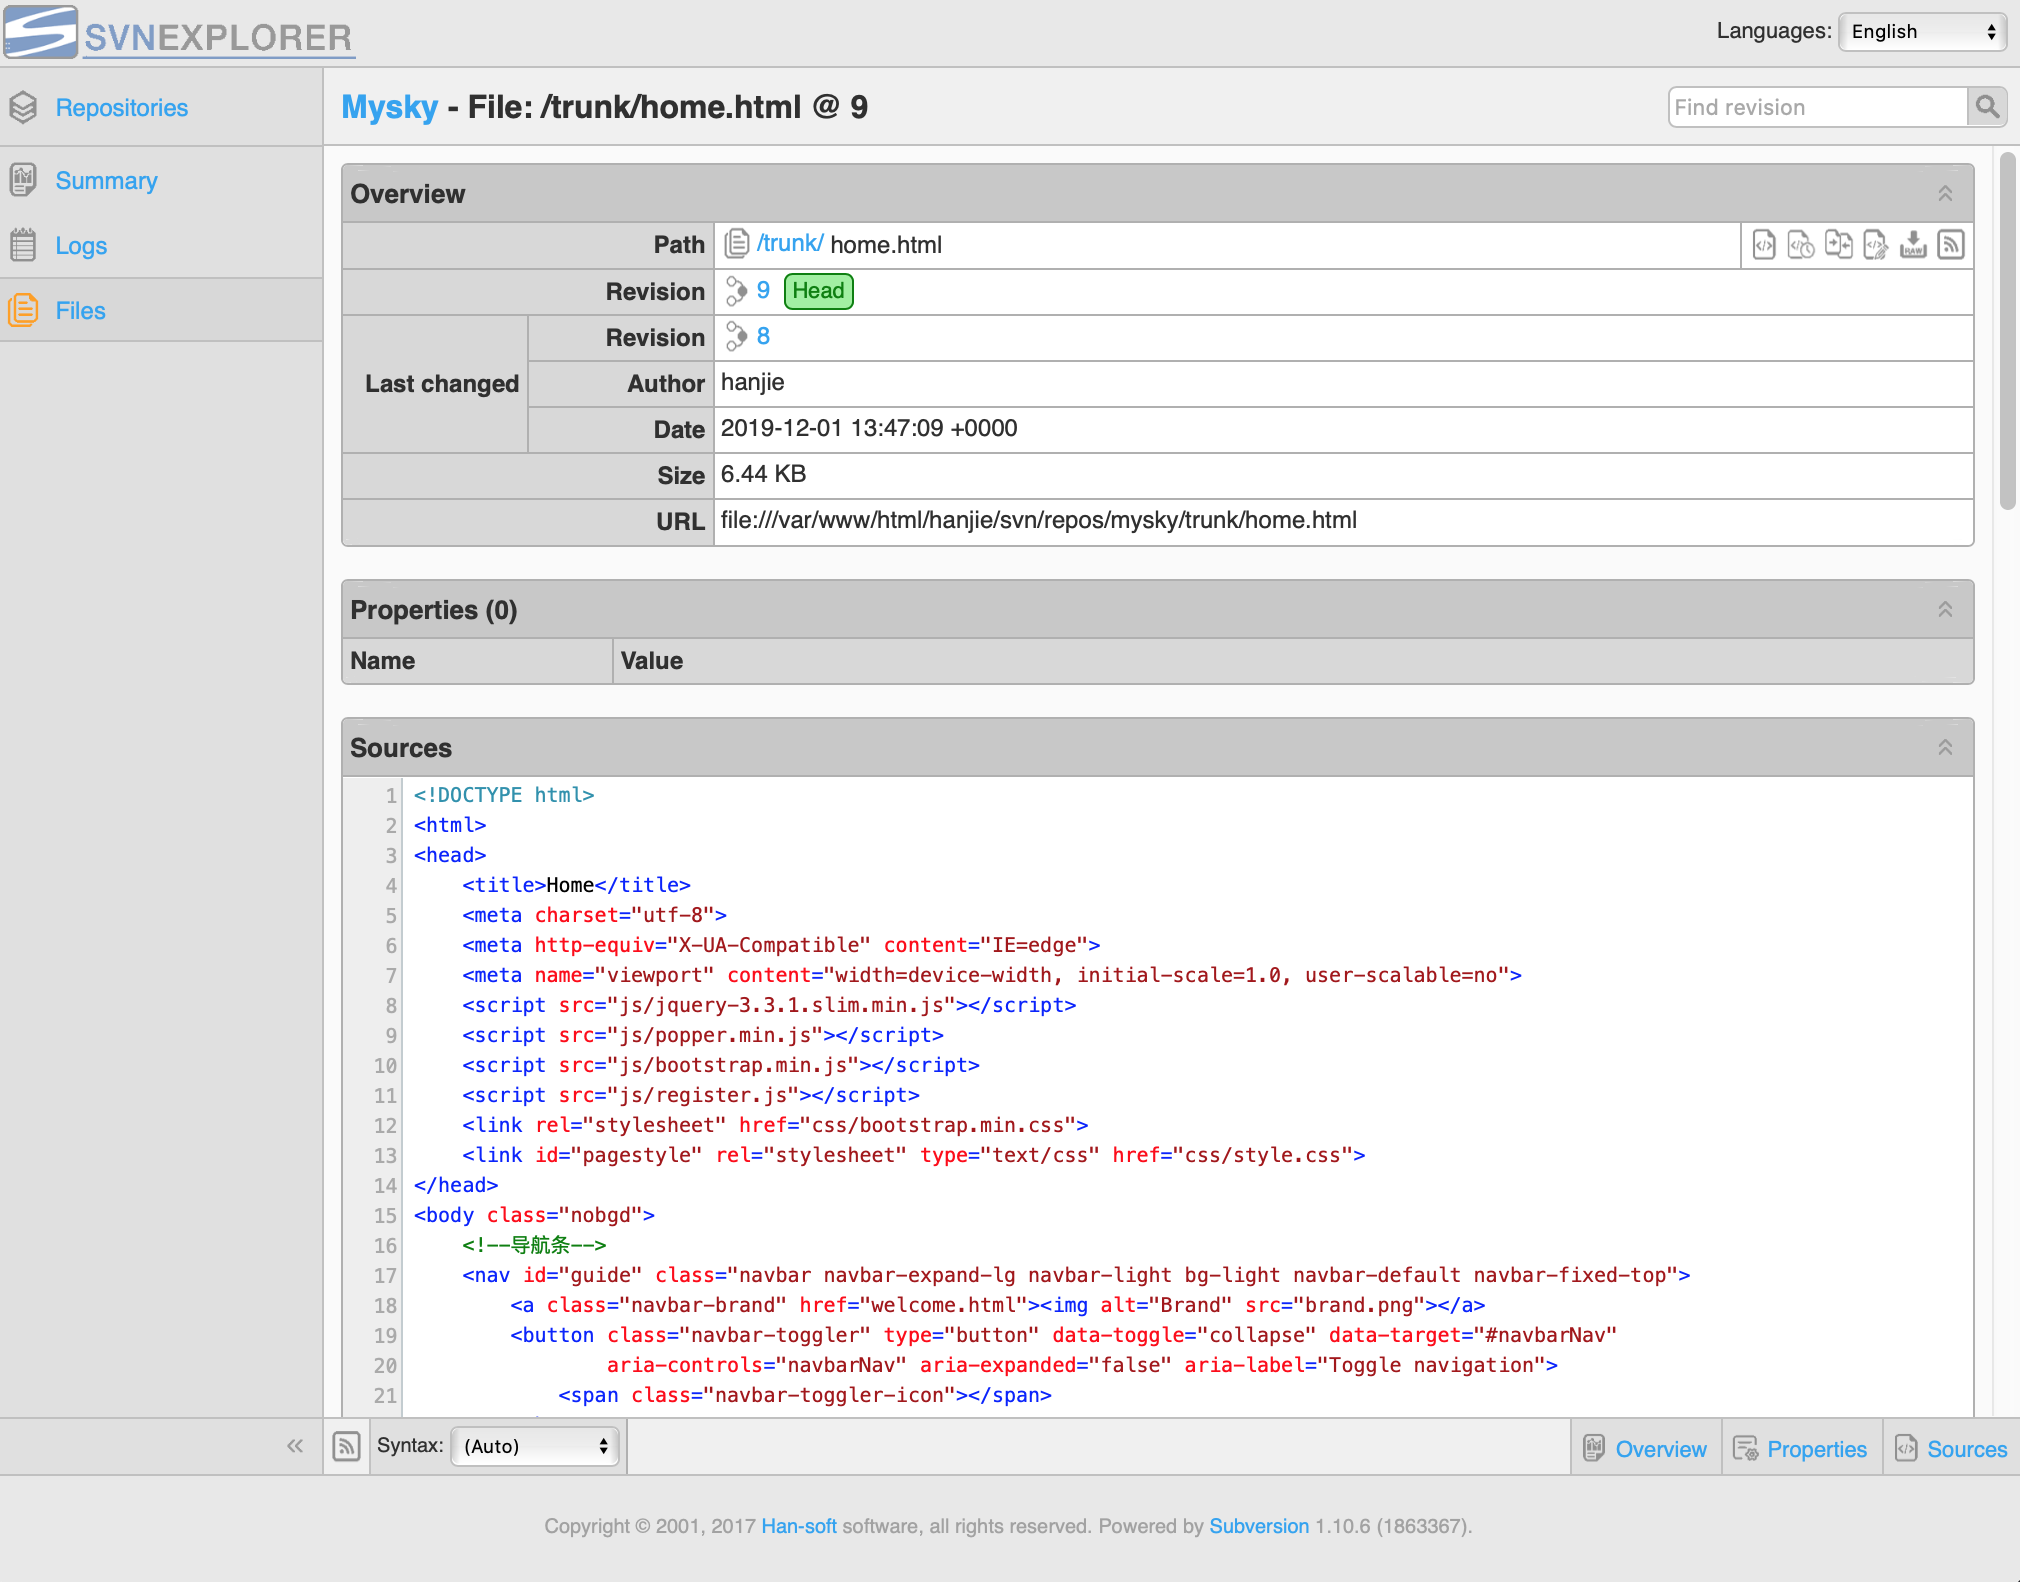 SVNEXPLORER
Languages: English
Repositories
Summary
Logs
Files
Mysky - File: /trunk/home.html @ 9
Find revision
Overview
Path /trunk/ home.html RAW
Revision 9 Head
Last changed
Revision 8
Author hanjie
Date 2019-12-01 13:47:09 +0000
Size 6.44 KB
URL file:///var/www/html/hanjie/svn/repos/mysky/trunk/home.html
Properties (0)
Name Value
Sources
1 <!DOCTYPE html>
2 <html>
3 <head>
4 <title>Home</title>
5 <meta charset="utf-8">
6 <meta http-equiv="X-UA-Compatible" content="IE=edge">
7 <meta name="viewport" content="width=device-width, initial-scale=1.0, user-scalable=no">
8 <script src="js/jquery-3.3.1.slim.min.js"></script>
9 <script src="js/popper.min.js"></script>
10 <script src="js/bootstrap.min.js"></script>
11 <script src="js/register.js"></script>
12 <link rel="stylesheet" href="css/bootstrap.min.css">
13 <link id="pagestyle" rel="stylesheet" type="text/css" href="css/style.css">
14 </head>
15 <body class="nobgd">
16 <!--导航条-->
17 <nav id="guide" class="navbar navbar-expand-lg navbar-light bg-light navbar-default navbar-fixed-top">
18 <a class="navbar-brand" href="welcome.html"><img alt="Brand" src="brand.png"></a>
19 <button class="navbar-toggler" type="button" data-toggle="collapse" data-target="#navbarNav"
20 aria-controls="navbarNav" aria-expanded="false" aria-label="Toggle navigation">
21 <span class="navbar-toggler-icon"></span>
Syntax: (Auto)
Overview
Properties
Sources
Copyright © 2001, 2017 Han-soft software, all rights reserved. Powered by Subversion 1.10.6 (1863367).